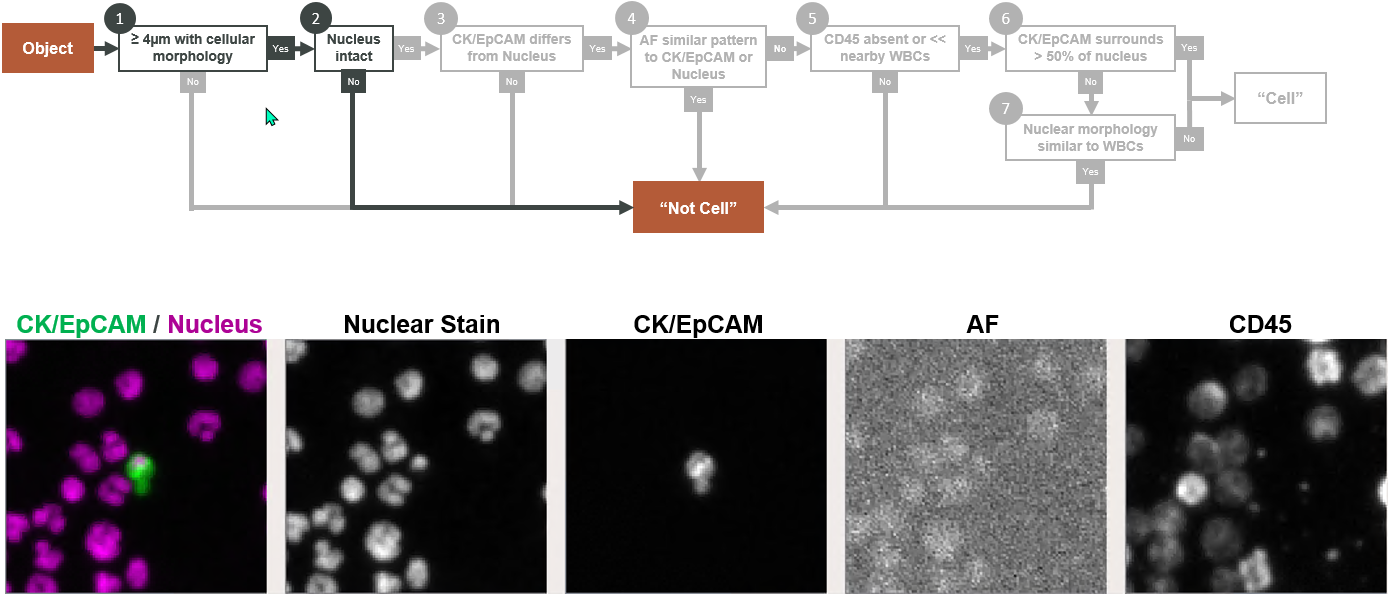 1
2
3
4
5
6
Object
≥ 4µm with cellular
morphology
Yes
Nucleus
intact
Yes
CK/EpCAM differs
from Nucleus
Yes
AF similar pattern
to CK/EpCAM or
Nucleus
No
CD45 absent or <<
nearby WBCs
Yes
CK/EpCAM surrounds
> 50% of nucleus
Yes
No
No
No
Yes
No
No
“Cell”
7
Nuclear morphology
similar to WBCs
No
Yes
“Not Cell”
CK/EpCAM / Nucleus
Nuclear Stain
CK/EpCAM
AF
CD45